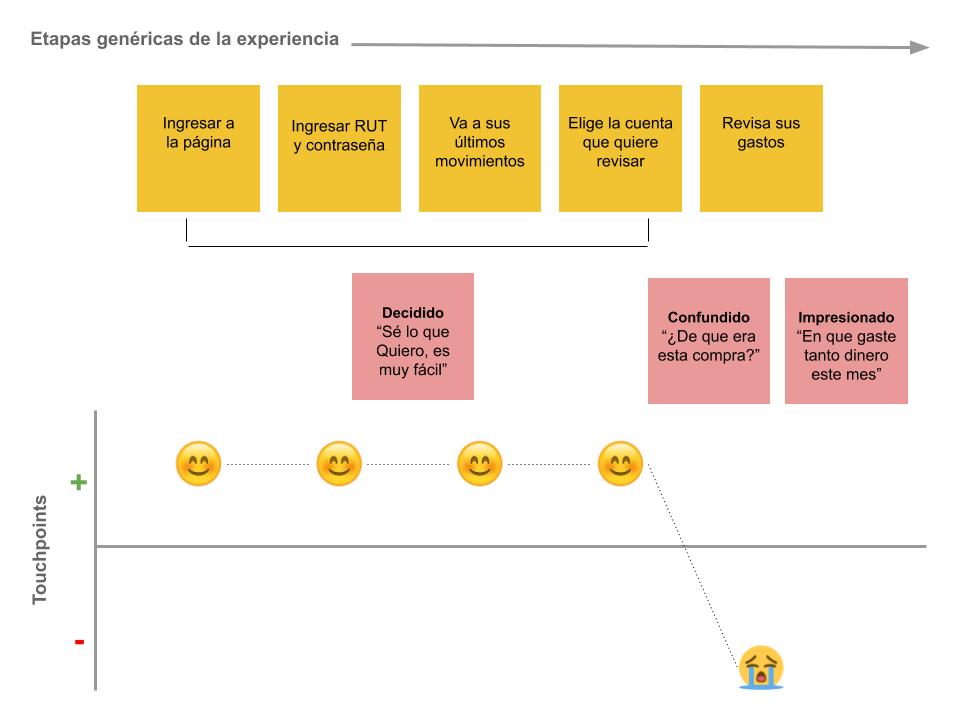 Etapas genéricas de la experiencia
Ingresar a
la página
Ingresar RUT
y contraseña
Va a sus
últimos
movimientos
Elige la cuenta
que quiere
revisar
Revisa sus
gastos
Decidido
“Sé lo que
Quiero, es
muy fácil”
Confundido
“¿De que era
esta compra?”
Impresionado
“En que gaste
tanto dinero
este mes”
+
Touchpoints
-